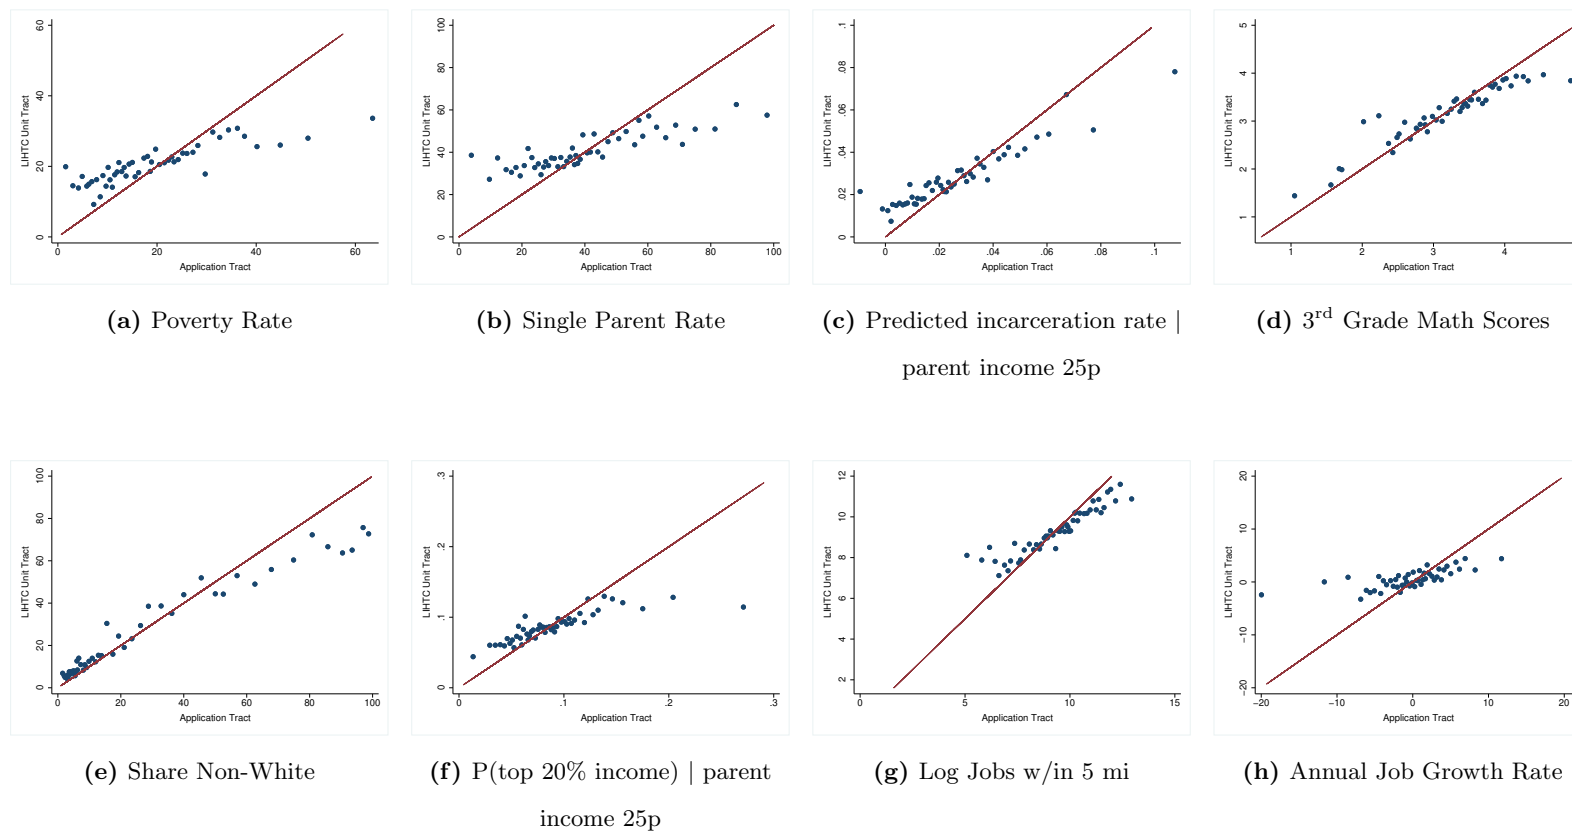 60
40
20
0
LIHTC Unit Tract
0 20 40 60
Application Tract
(a) Poverty Rate
100
80
60
40
20
0
LIHTC Unit Tract
0 20 40 60 80 100
Application Tract
(b) Single Parent Rate
.1
.08
.06
.04
.02
0
LIHTC Unit Tract
0 .02 .04 .06 .08 .1
Application Tract
(c) Predicted incarceration rate |
parent income 25p
5
4
3
2
1
LIHTC Unit Tract
1 2 3 4
Application Tract
(d) 3rd Grade Math Scores
100
80
60
40
20
0
LIHTC Unit Tract
0 20 40 60 80 100
Application Tract
(e) Share Non-White
.3
.2
.1
0
LIHTC Unit Tract
0 .1 .2 .3
Application Tract
(f) P(top 20% income) | parent
income 25p
12
10
8
6
4
2
LIHTC Unit Tract
0 5 10 15
Application Tract
(g) Log Jobs w/in 5 mi
20
10
0
−10
−20
LIHTC Unit Tract
−20 −10 0 10 20
Application Tract
(h) Annual Job Growth Rate